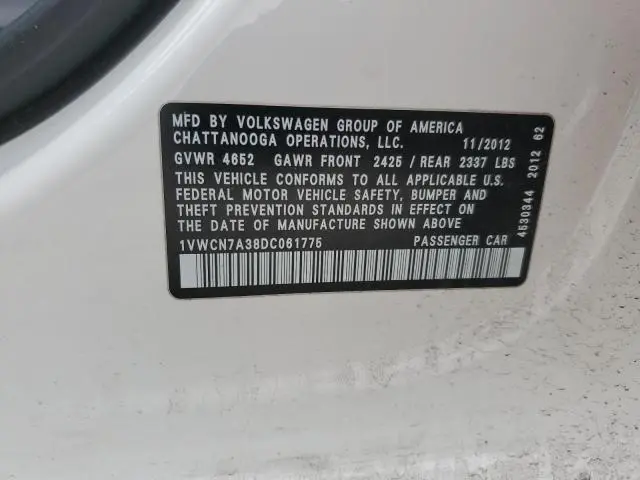 MFD BY VOLKSWAGEN GROUP OF AMERICA
CHATTANOOGA OPERATIONS, LLC. 11/2012
GVWR 4652 GAWR FRONT 2425 / REAR 2337 LBS
THIS VEHICLE CONFORMS TO ALL APPLICABLE U.S.
FEDERAL MOTOR VEHICLE SAFETY, BUMPER AND
THEFT PREVENTION STANDARDS IN EFFECT ON
THE DATE OF MANUFACTURE SHOWN ABOVE
1VWCN7A38DC061775 PASSENGER CAR
4530344 2012 62